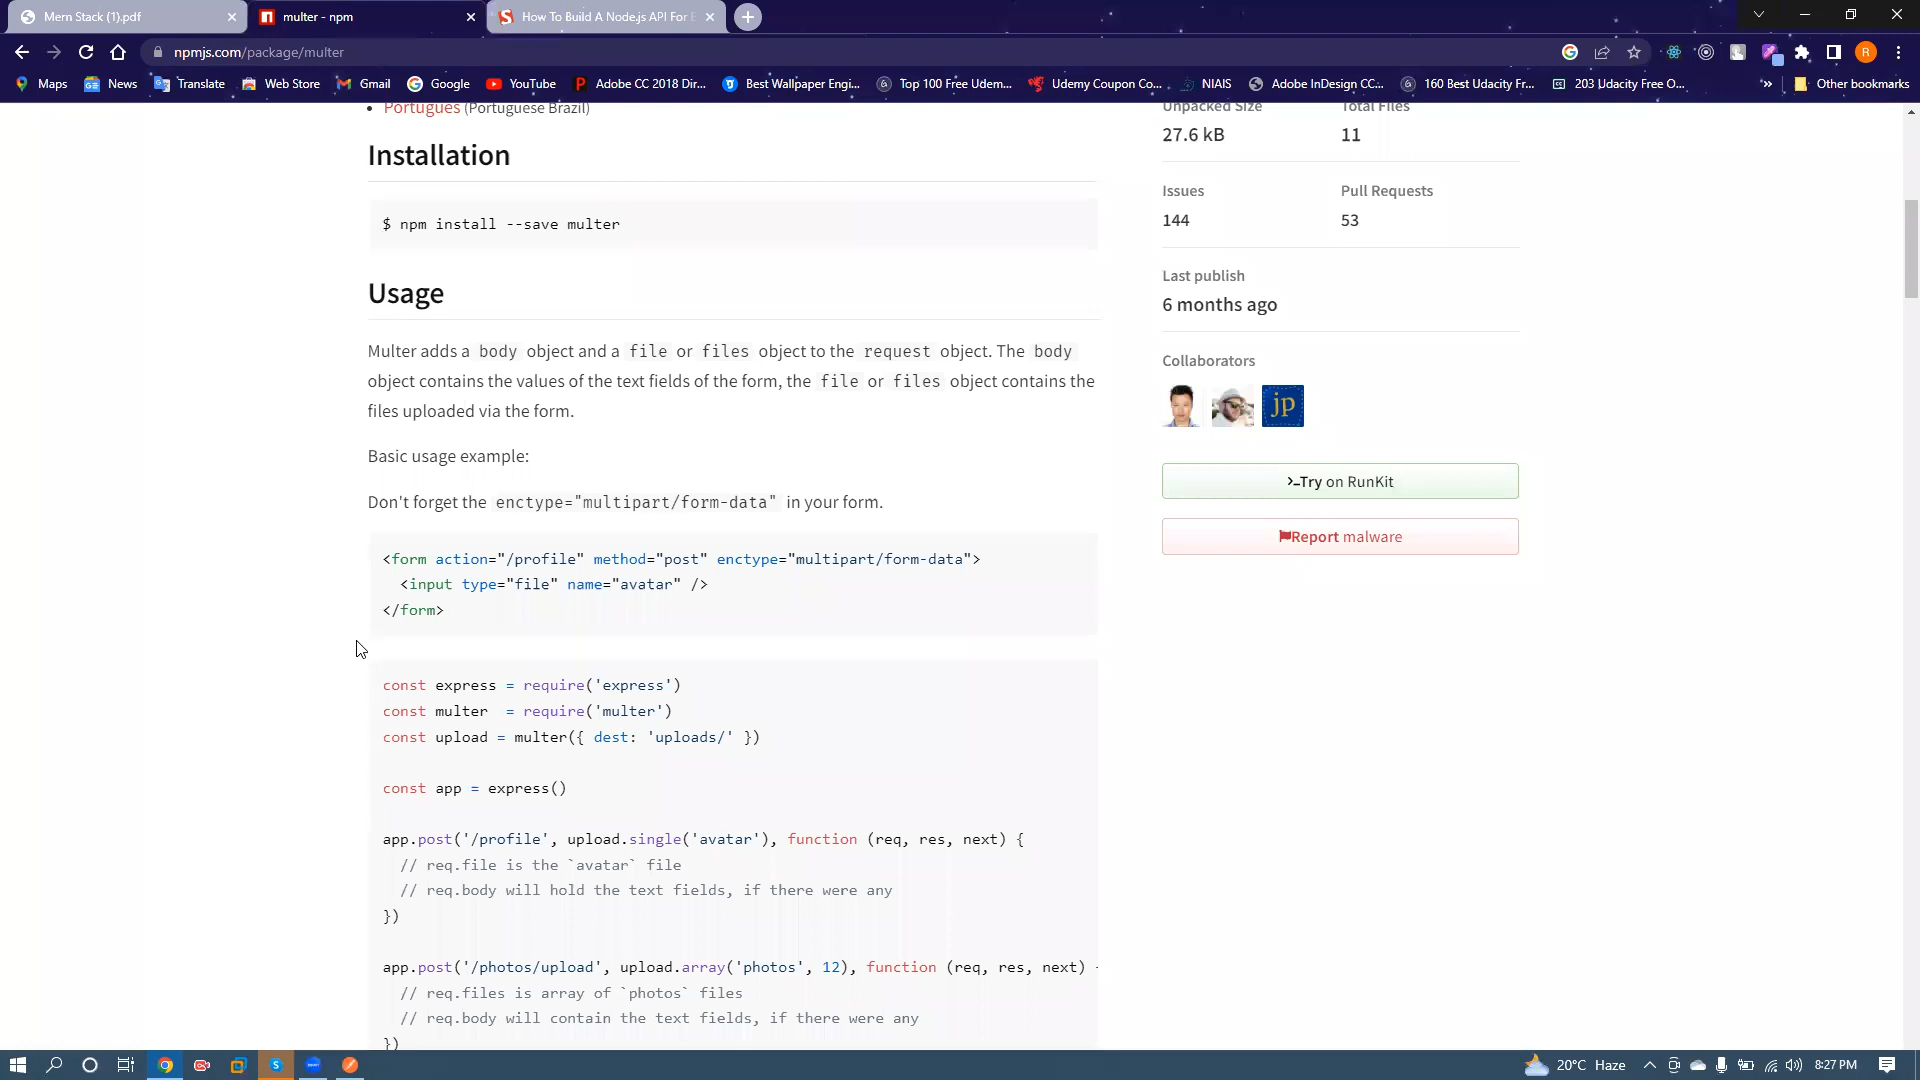 Mern Stack (1).pdf
multer - npm
How To Build A Node.js API For E
npmjs.com/package/multer
Maps
News
Translate
Web Store
Gmail
Google
YouTube
Adobe CC 2018 Dir...
Best Wallpaper Engi...
Top 100 Free Udem...
Udemy Coupon Co...
NIAIS
Adobe InDesign CC:...
160 Best Udacity Fr...
203 Udacity Free O...
Other bookmarks
• Português (Portuguese Brazil)
Installation
$ npm install --save multer
Usage
Multer adds a body object and a file or files object to the request object. The body
object contains the values of the text fields of the form, the file or files object contains the
files uploaded via the form.
Basic usage example:
Don't forget the enctype="multipart/form-data" in your form.
<form action="/profile" method="post" enctype="multipart/form-data">
<input type="file" name="avatar" />
</form>
const express = require('express')
const multer  = require('multer')
const upload = multer({ dest: 'uploads/' })
const app = express()
app.post('/profile', upload.single('avatar'), function (req, res, next) {
// req.file is the `avatar` file
// req.body will hold the text fields, if there were any
})
app.post('/photos/upload', upload.array('photos', 12), function (req, res, next)
// req.files is array of `photos` files
// req.body will contain the text fields, if there were any
})
Unpacked Size
Total Files
27.6 kB
11
Issues
Pull Requests
144
53
Last publish
6 months ago
Collaborators
jp
Try on RunKit
Report malware
20°C Haze
8:27 PM